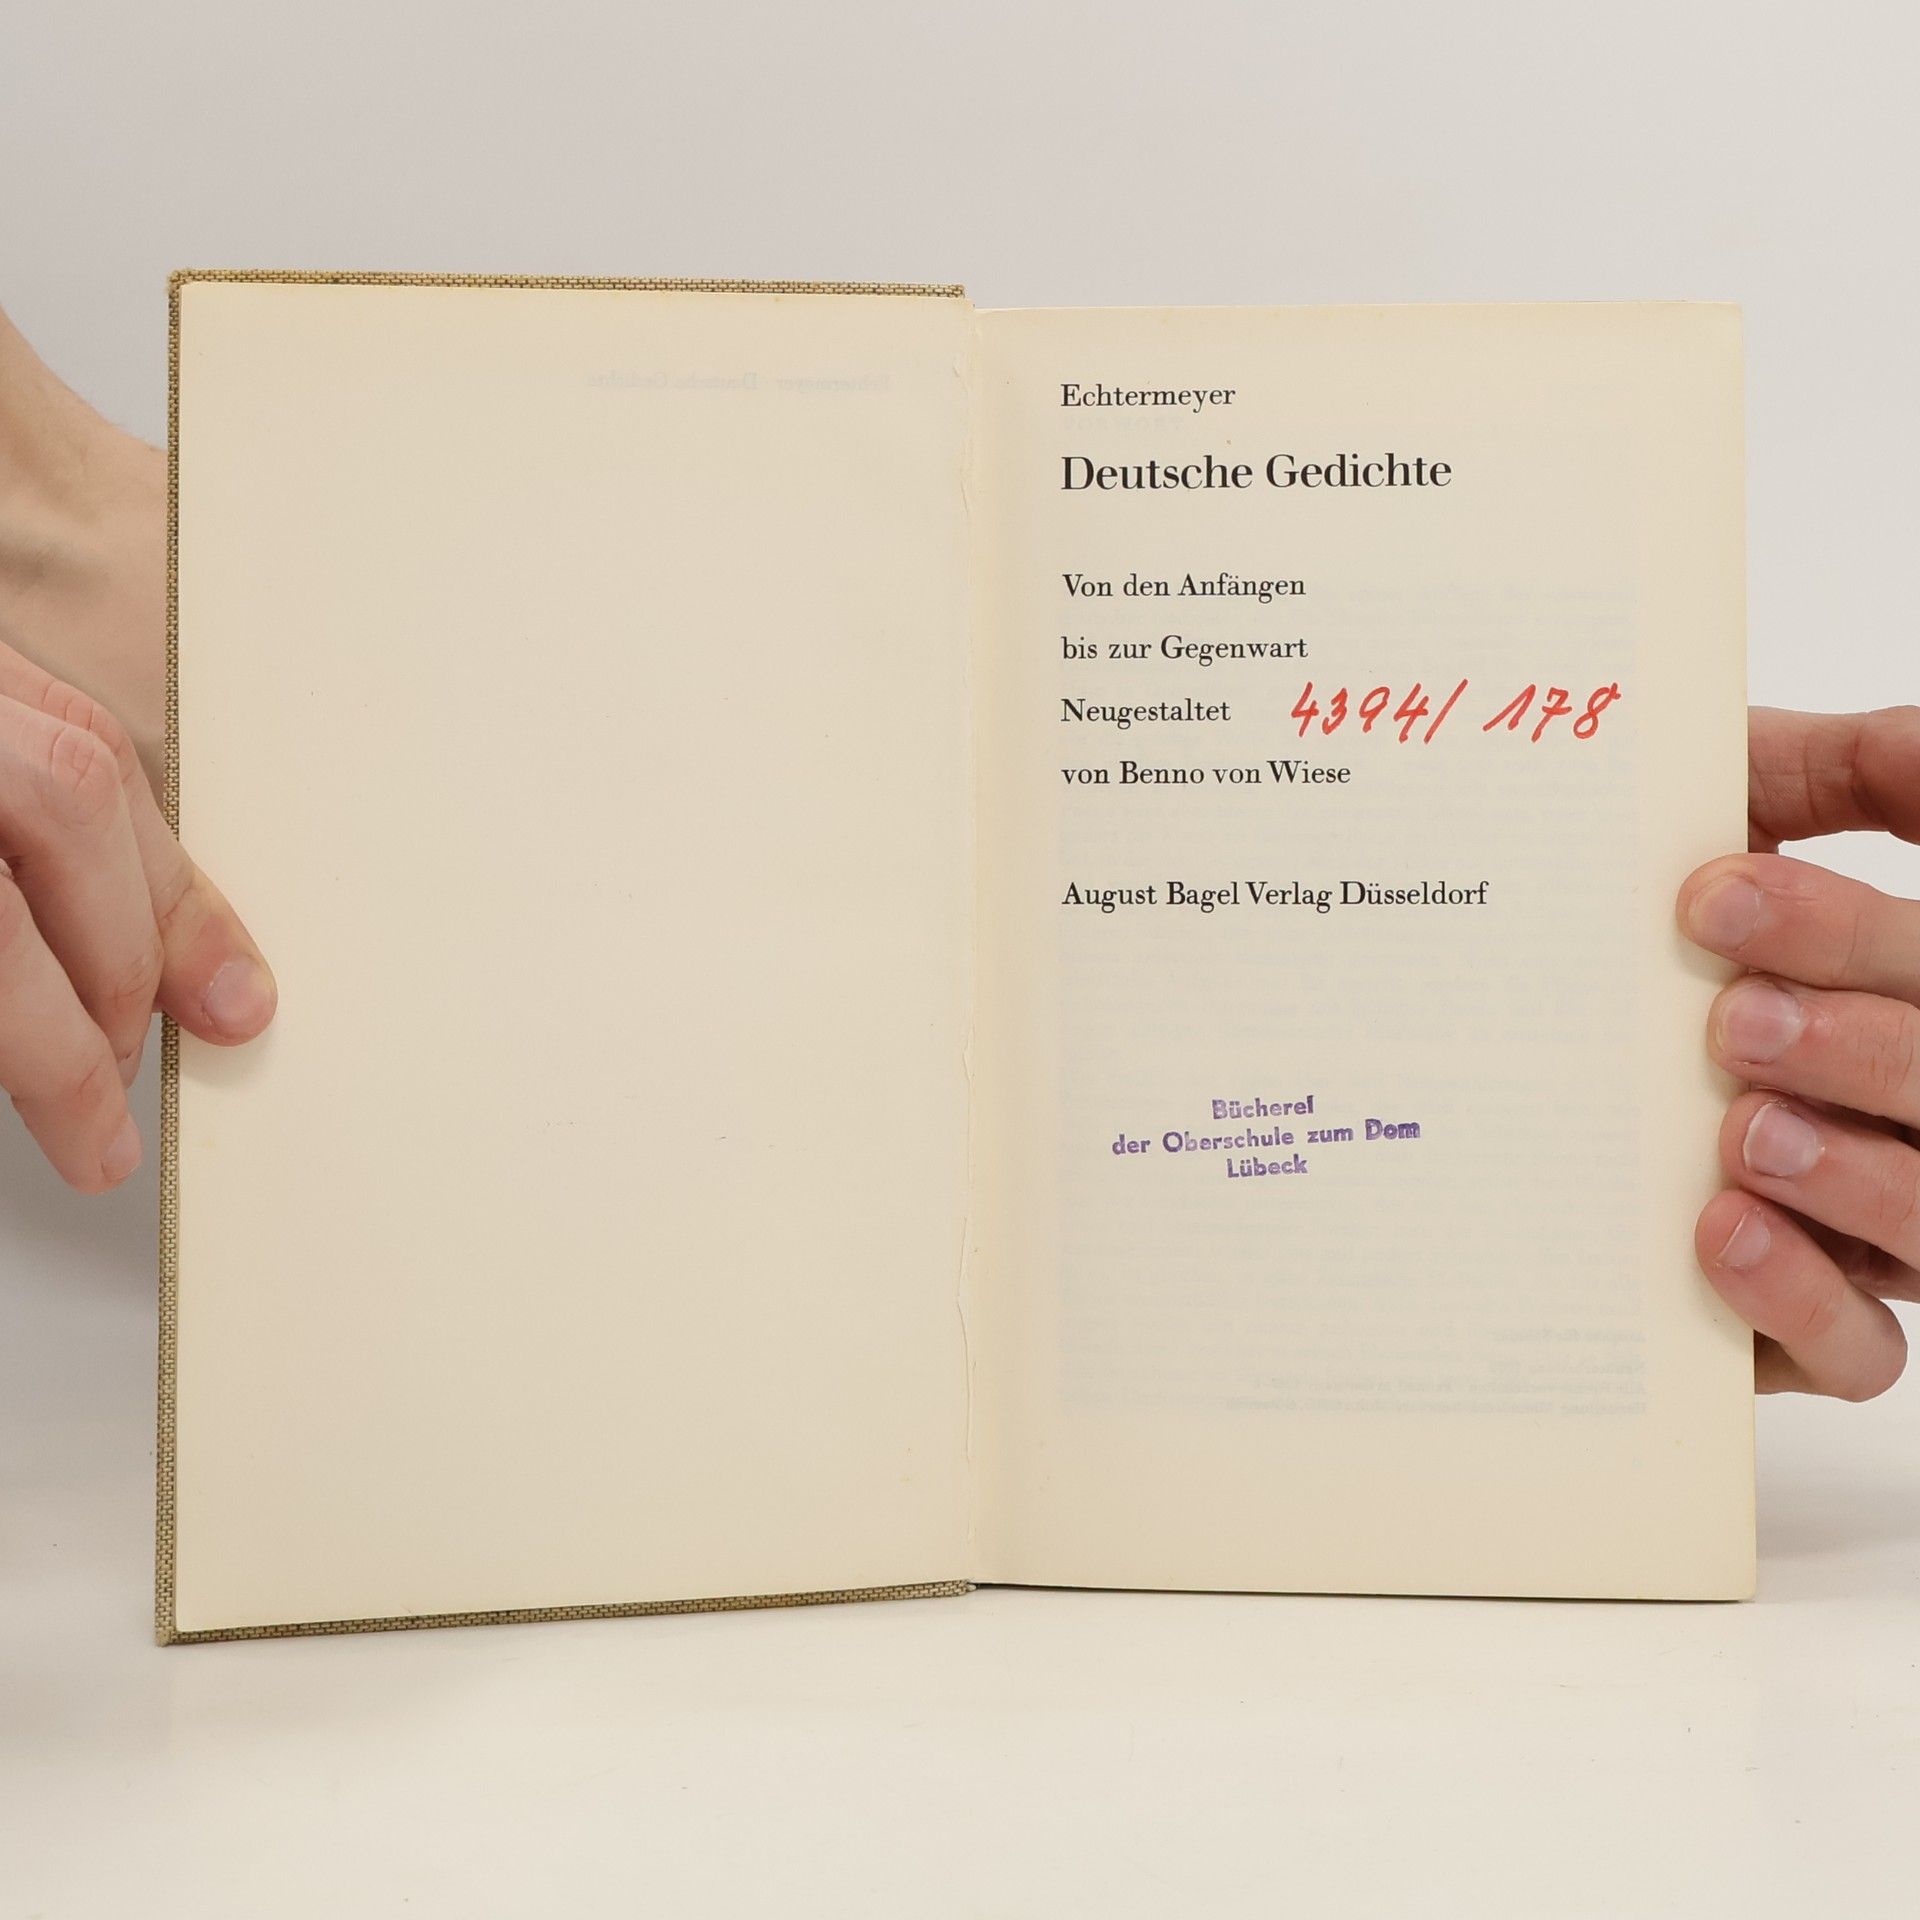 Echtermeyer
Deutsche Gedichte
Von den Anfängen
bis zur Gegenwart
Neugestaltet 4394/ 178
von Benno von Wiese
August Bagel Verlag Düsseldorf
Bücherei
der Oberschule zum Dom
Lübeck